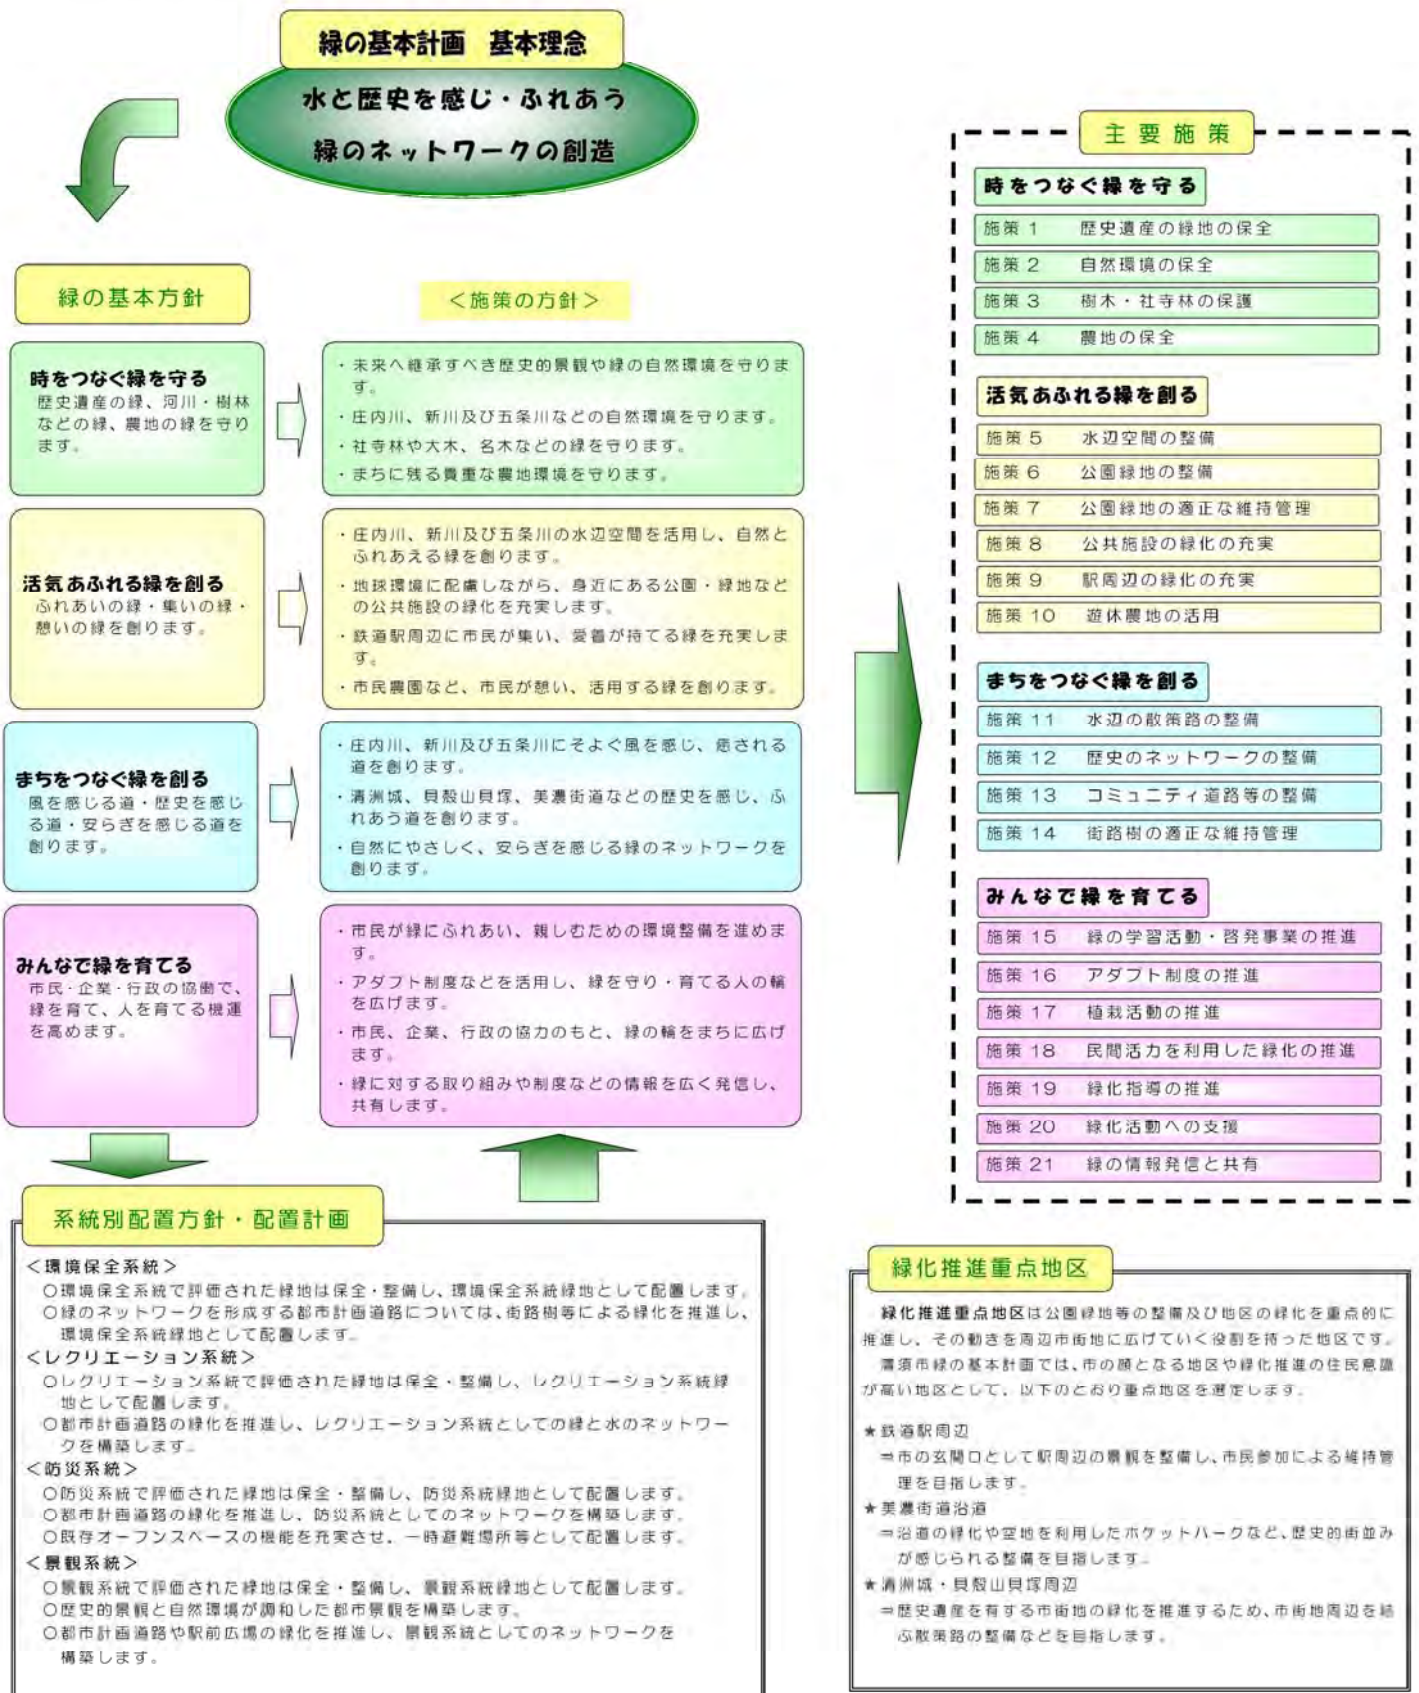 緑の基本計画　基本理念
水と歴史を感じ・ふれあう
緑のネットワークの創造
緑の基本方針
＜施策の方針＞
時をつなぐ緑を守る
歴史遺産の緑、河川・樹林
などの緑、農地の緑を守り
ます。
・未来へ継承すべき歴史的景観や緑の自然環境を守りま
す。
・庄内川、新川及び五条川などの自然環境を守ります。
・社寺林や大木、名木などの緑を守ります。
・まちに残る貴重な農地環境を守ります。
活気あふれる緑を創る
ふれあいの緑・集いの緑・
憩いの緑を創ります。
・庄内川、新川及び五条川の水辺空間を活用し、自然と
ふれあえる緑を創ります。
・地球環境に配慮しながら、身近にある公園・緑地など
の公共施設の緑化を充実します。
・鉄道駅周辺に市民が集い、愛着が持てる緑を充実しま
す。
・市民農園など、市民が憩い、活用する緑を創ります。
まちをつなぐ緑を創る
風を感じる道・歴史を感じ
る道・安らぎを感じる道を
創ります。
・庄内川、新川及び五条川にそよぐ風を感じ、癒される
道を創ります。
・清洲城、貝殻山貝塚、美濃街道などの歴史を感じ、ふ
れあう道を創ります。
・自然にやさしく、安らぎを感じる緑のネットワークを
創ります。
みんなで緑を育てる
市民・企業・行政の協働で、
緑を育て、人を育てる機運
を高めます。
・市民が緑にふれあい、親しむための環境整備を進めま
す。
・アダプト制度などを活用し、緑を守り・育てる人の輪
を広げます。
・市民、企業、行政の協力のもと、緑の輪をまちに広げ
ます。
・緑に対する取り組みや制度などの情報を広く発信し、
共有します。
系統別配置方針・配置計画
＜環境保全系統＞
○環境保全系統で評価された緑地は保全・整備し、環境保全系統緑地として配置します。
○緑のネットワークを形成する都市計画道路については、街路樹等による緑化を推進し、
環境保全系統緑地として配置します。
＜レクリエーション系統＞
○レクリエーション系統で評価された緑地は保全・整備し、レクリエーション系統緑
地として配置します。
○都市計画道路の緑化を推進し、レクリエーション系統としての緑と水のネットワー
クを構築します。
＜防災系統＞
○防災系統で評価された緑地は保全・整備し、防災系統緑地として配置します。
○都市計画道路の緑化を推進し、防災系統としてのネットワークを構築します。
○既存オープンスペースの機能を充実させ、一時避難場所等として配置します。
＜景観系統＞
○景観系統で評価された緑地は保全・整備し、景観系統緑地として配置します。
○歴史的景観と自然環境が調和した都市景観を構築します。
○都市計画道路や駅前広場の緑化を推進し、景観系統としてのネットワークを
構築します。
主要施策
時をつなぐ緑を守る
施策 1　歴史遺産の緑地の保全
施策 2　自然環境の保全
施策 3　樹木・社寺林の保護
施策 4　農地の保全
活気あふれる緑を創る
施策 5　水辺空間の整備
施策 6　公園緑地の整備
施策 7　公園緑地の適正な維持管理
施策 8　公共施設の緑化の充実
施策 9　駅周辺の緑化の充実
施策 10　遊休農地の活用
まちをつなぐ緑を創る
施策 11　水辺の散策路の整備
施策 12　歴史のネットワークの整備
施策 13　コミュニティ道路等の整備
施策 14　街路樹の適正な維持管理
みんなで緑を育てる
施策 15　緑の学習活動・啓発事業の推進
施策 16　アダプト制度の推進
施策 17　植栽活動の推進
施策 18　民間活力を利用した緑化の推進
施策 19　緑化指導の推進
施策 20　緑化活動への支援
施策 21　緑の情報発信と共有
緑化推進重点地区
緑化推進重点地区は公園緑地等の整備及び地区の緑化を重点的に
推進し、その動きを周辺市街地に広げていく役割を持った地区です。
清須市緑の基本計画では、市の顔となる地区や緑化推進の住民意識
が高い地区として、以下のとおり重点地区を選定します。
★鉄道駅周辺
⇒市の玄関口として駅周辺の景観を整備し、市民参加による維持管
理を目指します。
★美濃街道沿道
⇒沿道の緑化や空地を利用したポケットパークなど、歴史的街並み
が感じられる整備を目指します。
★清洲城・貝殻山貝塚周辺
⇒歴史遺産を有する市街地の緑化を推進するため、市街地周辺を結
ぶ散策路の整備などを目指します。